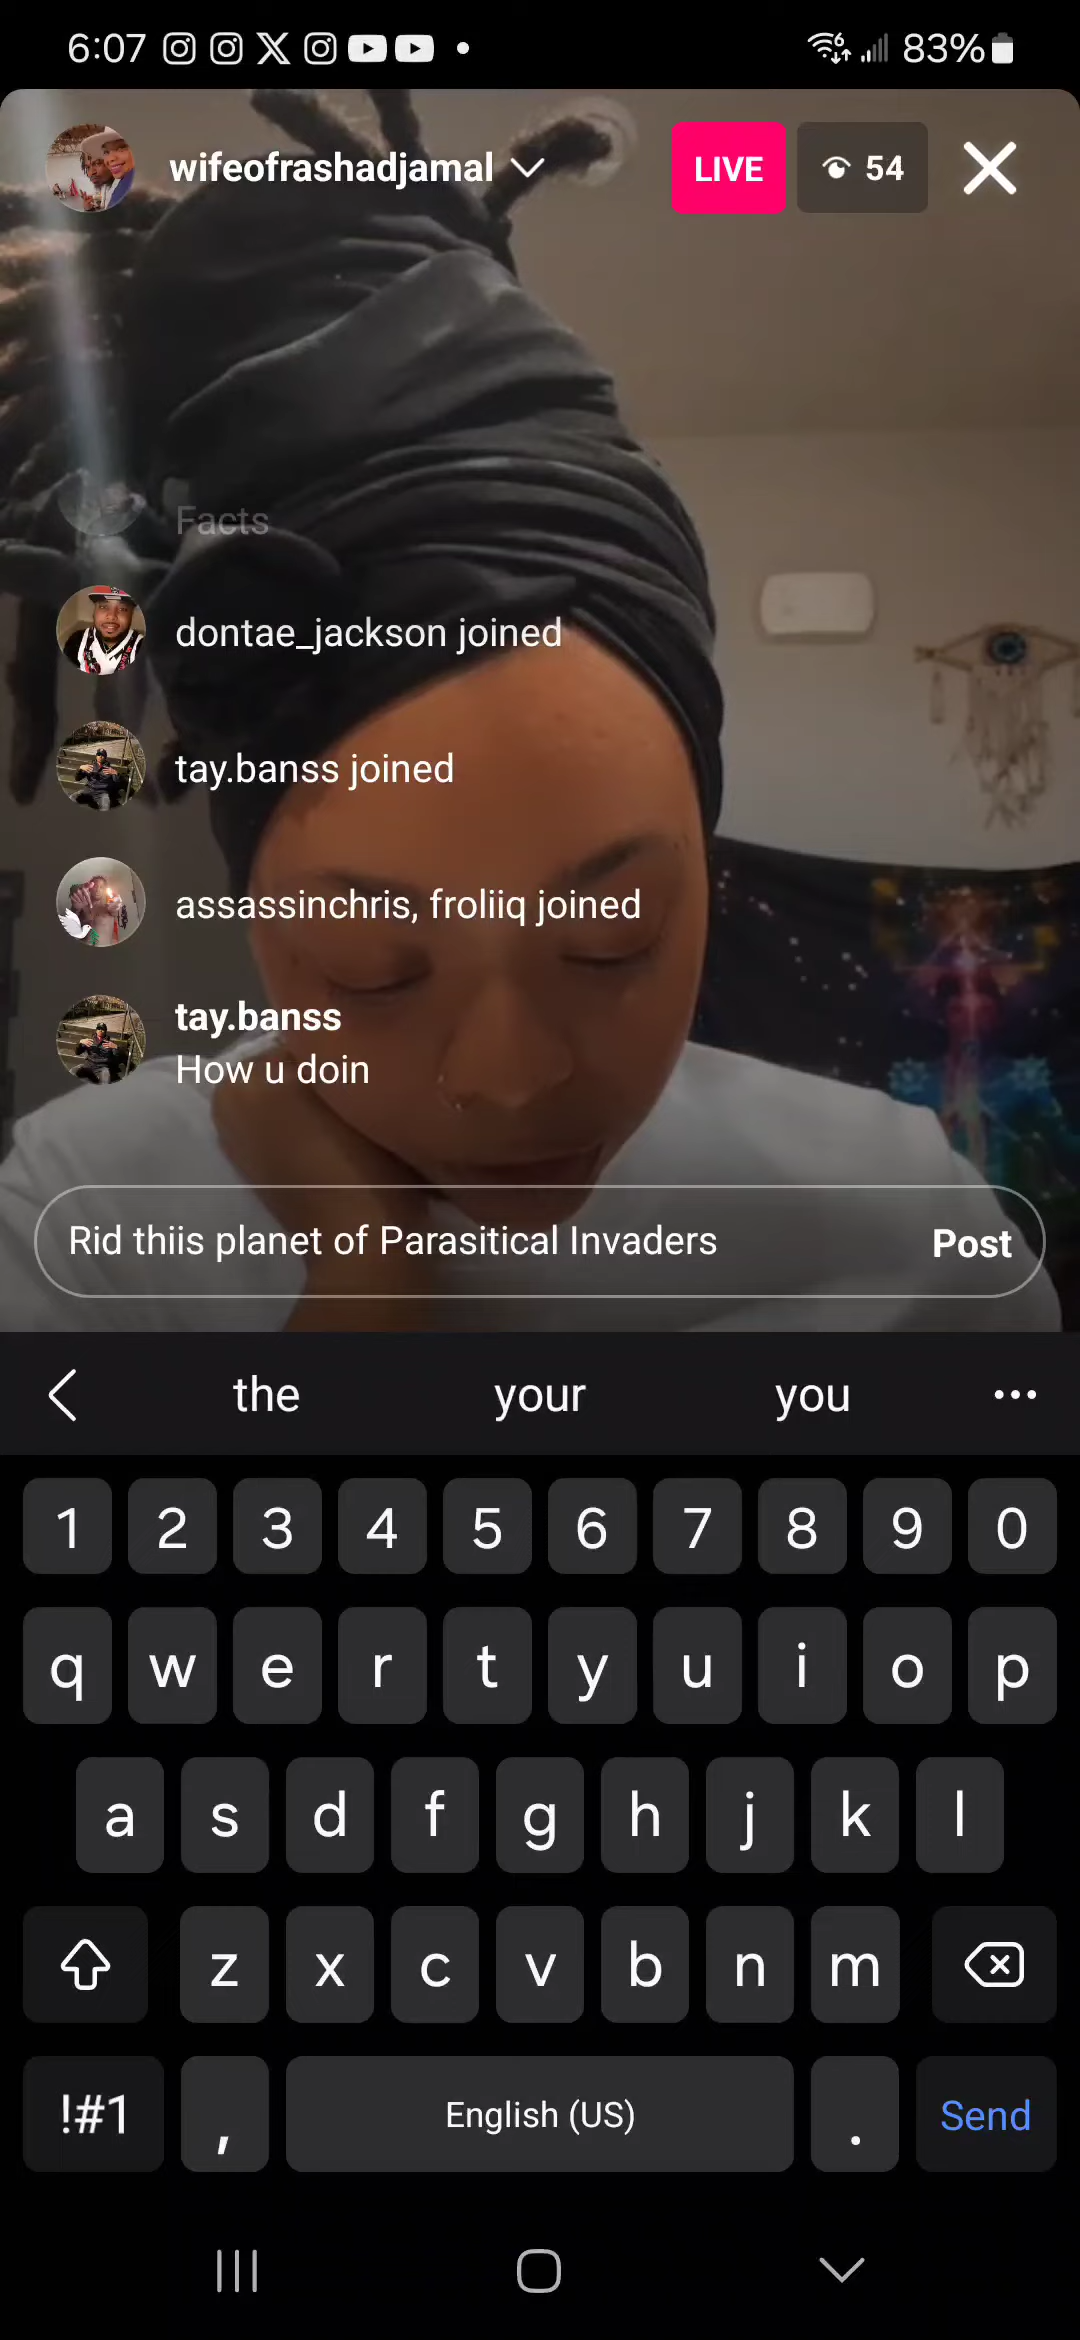 6:07
83%
wifeofrashadjamal
LIVE
54
Facts
dontae_jackson joined
tay.banss joined
assassinchris, froliiq joined
tay.banss
How u doin
Rid thiis planet of Parasitical Invaders
Post
the your you
1 2 3 4 5 6 7 8 9 0
q w e r t y u i o p
a s d f g h j k l
z x c v b n m
!#1 , English (US) . Send